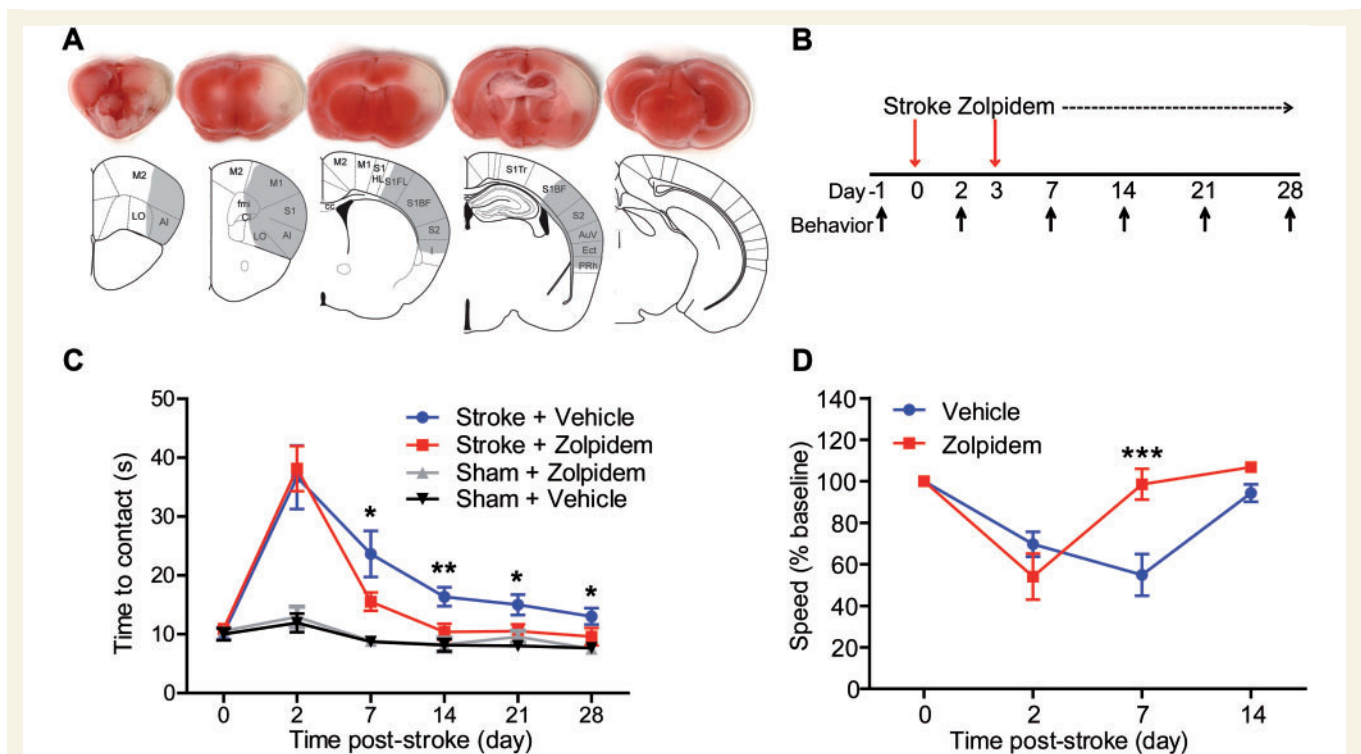 A
M2
LO
AI
M2
M1
fmi
S1
LO
AI
M2
M1
S1
HL
S1FL
S1BF
S2
I
cc
S1Tr
S1BF
S2
AuV
Ect
PRh
B
Stroke Zolpidem
Day -1 0 2 3 7 14 21 28
Behavior
C
Time to contact (s)
50
40
30
20
10
0
Stroke + Vehicle
Stroke + Zolpidem
Sham + Zolpidem
Sham + Vehicle
*
**
*
*
0 2 7 14 21 28
Time post-stroke (day)
D
Speed (% baseline)
140
120
100
80
60
40
20
0
Vehicle
Zolpidem
***
0 2 7 14
Time post-stroke (day)